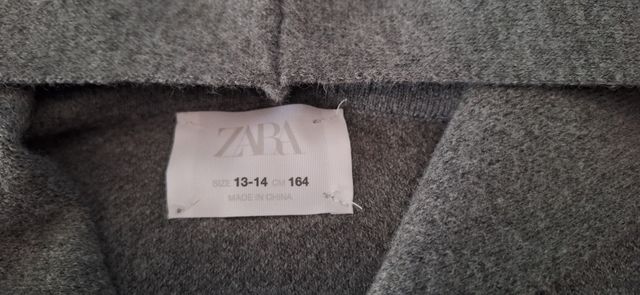 ZARA
SIZE 13-14 CM 164
MADE IN CHINA